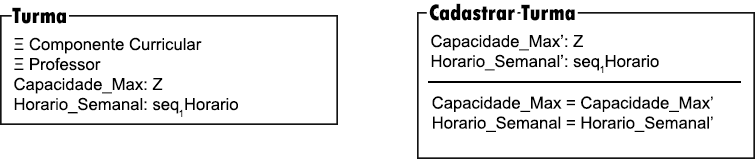 Turma
Ξ Componente Curricular
Ξ Professor
Capacidade_Max: Z
Horario_Semanal: seq₁Horario
Cadastrar Turma
Capacidade_Max’: Z
Horario_Semanal’: seq₁Horario
Capacidade_Max = Capacidade_Max’
Horario_Semanal = Horario_Semanal’